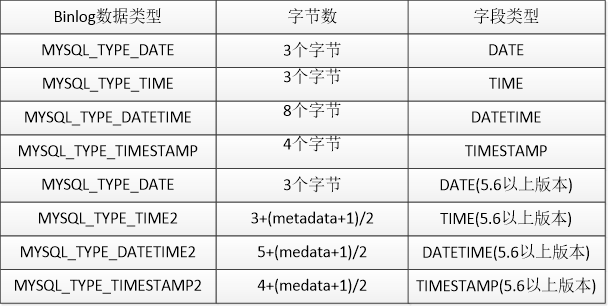 Binlog数据类型 字节数 字段类型
MYSQL_TYPE_DATE 3个字节 DATE
MYSQL_TYPE_TIME 3个字节 TIME
MYSQL_TYPE_DATETIME 8个字节 DATETIME
MYSQL_TYPE_TIMESTAMP 4个字节 TIMESTAMP
MYSQL_TYPE_DATE 3个字节 DATE(5.6以上版本)
MYSQL_TYPE_TIME2 3+(metadata+1)/2 TIME(5.6以上版本)
MYSQL_TYPE_DATETIME2 5+(medata+1)/2 DATETIME(5.6以上版本)
MYSQL_TYPE_TIMESTAMP2 4+(medata+1)/2 TIMESTAMP(5.6以上版本)